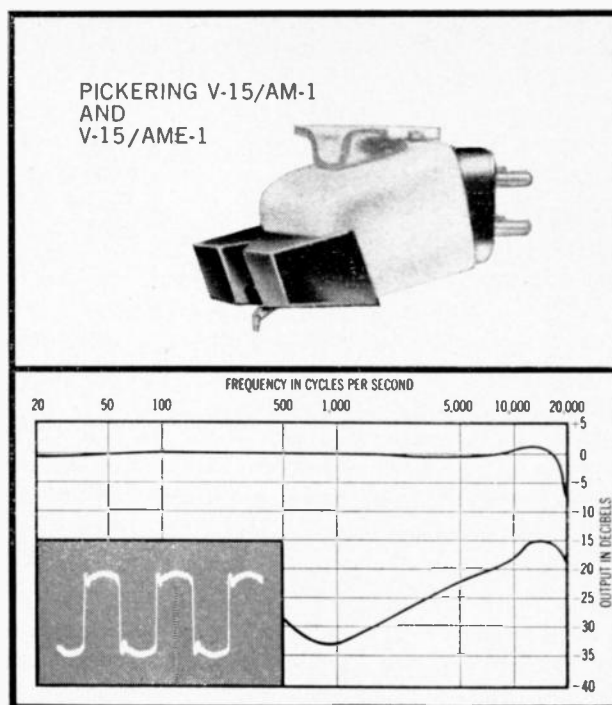 PICKERING V-15/AM-1
AND
V-15/AME-1
FREQUENCY IN CYCLES PER SECOND
20 50 100 500 1,000 5,000 10,000 20,000
+5
0
-5
-10
-15
-20
-25
-30
-35
-40
OUTPUT IN DECIBELS